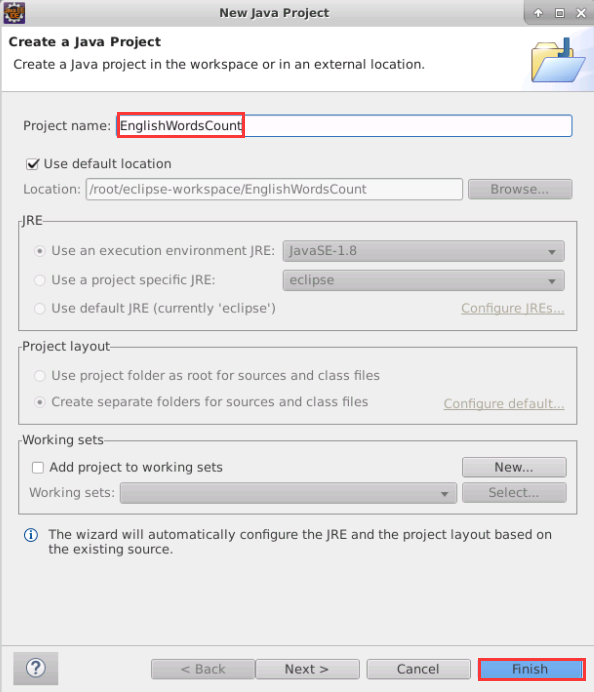 New Java Project
Create a Java Project
Create a Java project in the workspace or in an external location.
Project name: EnglishWordsCount
Use default location
Location: /root/eclipse-workspace/EnglishWordsCount Browse...
JRE
Use an execution environment JRE: JavaSE-1.8
Use a project specific JRE: eclipse
Use default JRE (currently 'eclipse') Configure JREs...
Project layout
Use project folder as root for sources and class files
Create separate folders for sources and class files Configure default...
Working sets
Add project to working sets New...
Working sets: Select...
The wizard will automatically configure the JRE and the project layout based on
the existing source.
? < Back Next > Cancel Finish